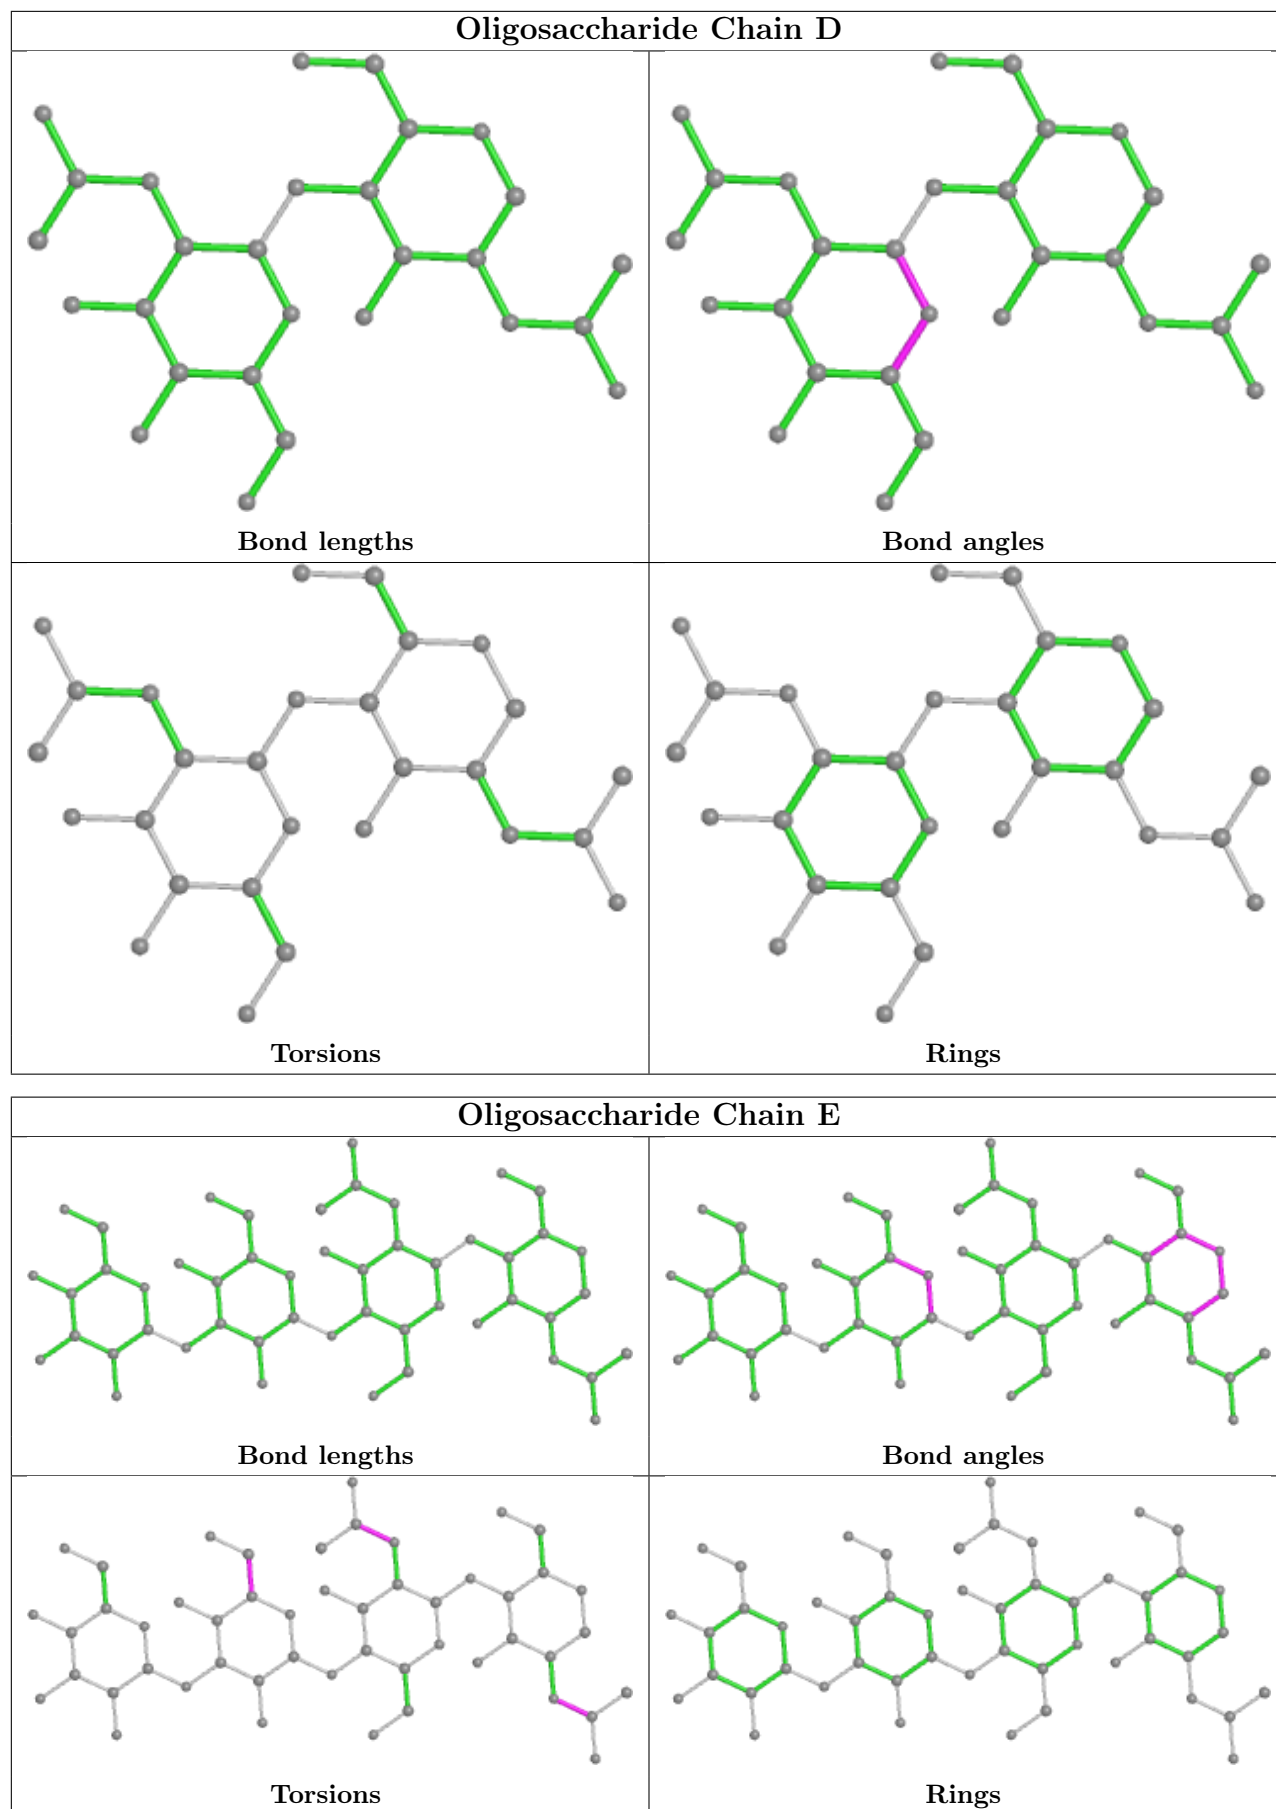 Oligosaccharide Chain D
Bond lengths
Bond angles
Torsions
Rings
Oligosaccharide Chain E
Bond lengths
Bond angles
Torsions
Rings